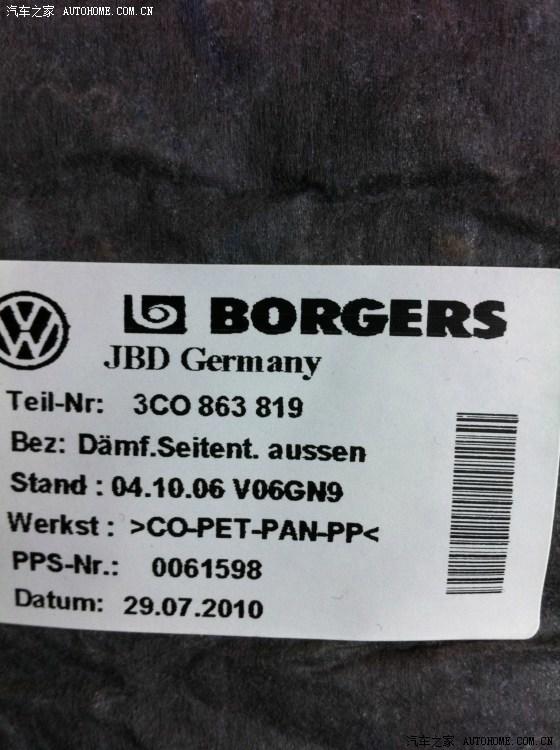 汽车之家 AUTOHOME.COM.CN
BORGERS
JBD Germany
Teil-Nr: 3CO 863 819
Bez: Dämf.Seitent. aussen
Stand : 04.10.06 V06GN9
Werkst : >CO-PET-PAN-PP<
PPS-Nr.: 0061598
Datum: 29.07.2010
汽车之家 AUTOHOME.COM.CN